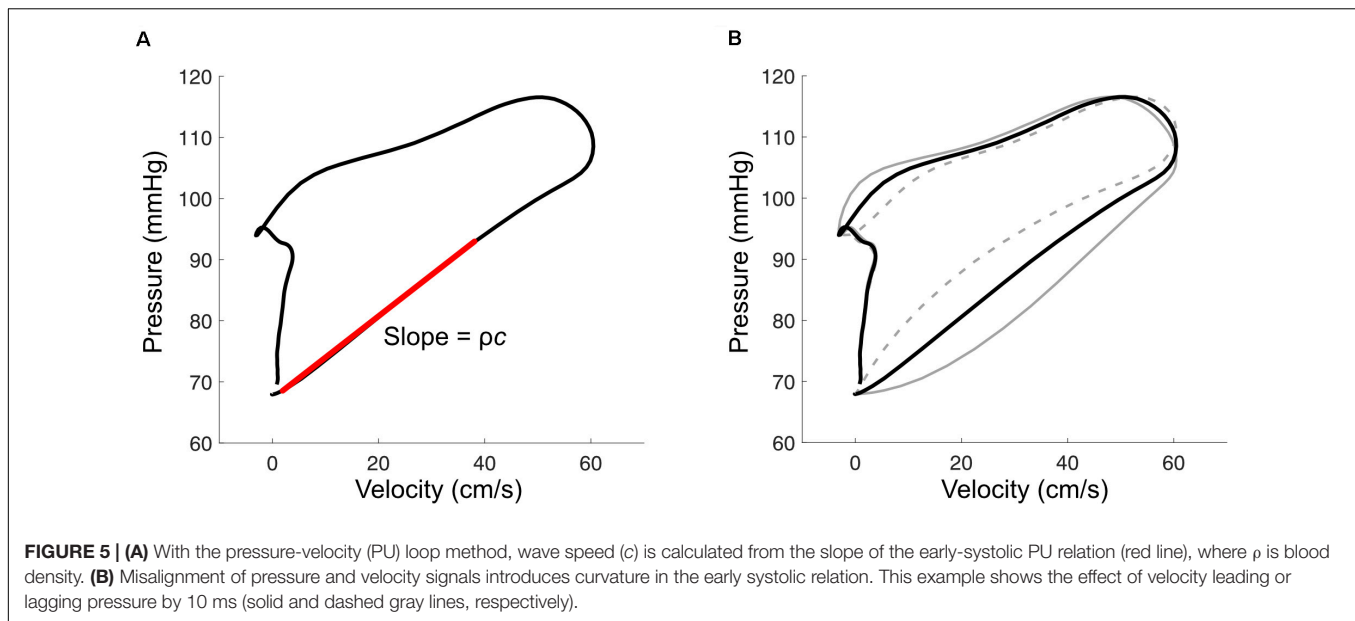 A
B
120
110
100
90
80
70
60
Pressure (mmHg)
Slope = ρc
0
20
40
60
Velocity (cm/s)
120
110
100
90
80
70
60
Pressure (mmHg)
0
20
40
60
Velocity (cm/s)
FIGURE 5 | (A) With the pressure-velocity (PU) loop method, wave speed (c) is calculated from the slope of the early-systolic PU relation (red line), where ρ is blood
density. (B) Misalignment of pressure and velocity signals introduces curvature in the early systolic relation. This example shows the effect of velocity leading or
lagging pressure by 10 ms (solid and dashed gray lines, respectively).